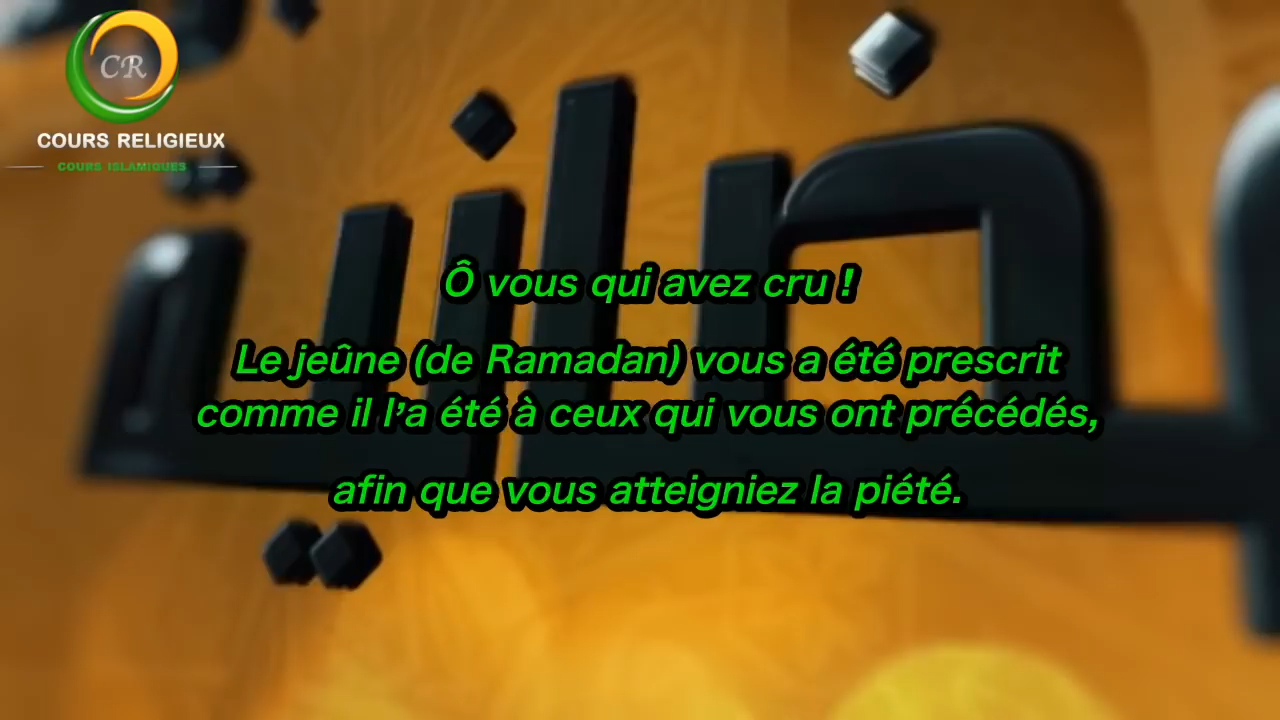 CR
COURS RELIGIEUX
COURS ISLAMIQUES
Ô vous qui avez cru !
Le jeûne (de Ramadan) vous a été prescrit
comme il l’a été à ceux qui vous ont précédés,
afin que vous atteigniez la piété.